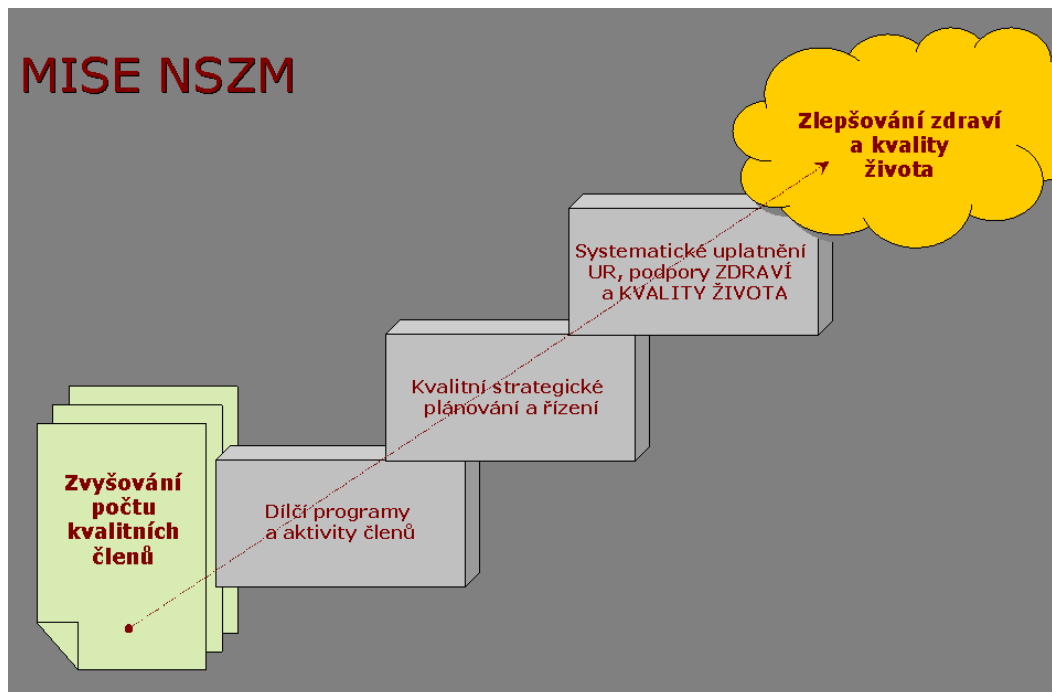 MISE NSZM
Zlepšování zdraví
a kvality
života
Systematické uplatnění
UR, podpory ZDRAVÍ
a KVALITY ŽIVOTA
Kvalitní strategické
plánování a řízení
Dílčí programy
a aktivity členů
Zvyšování
počtu
kvalitních
členů